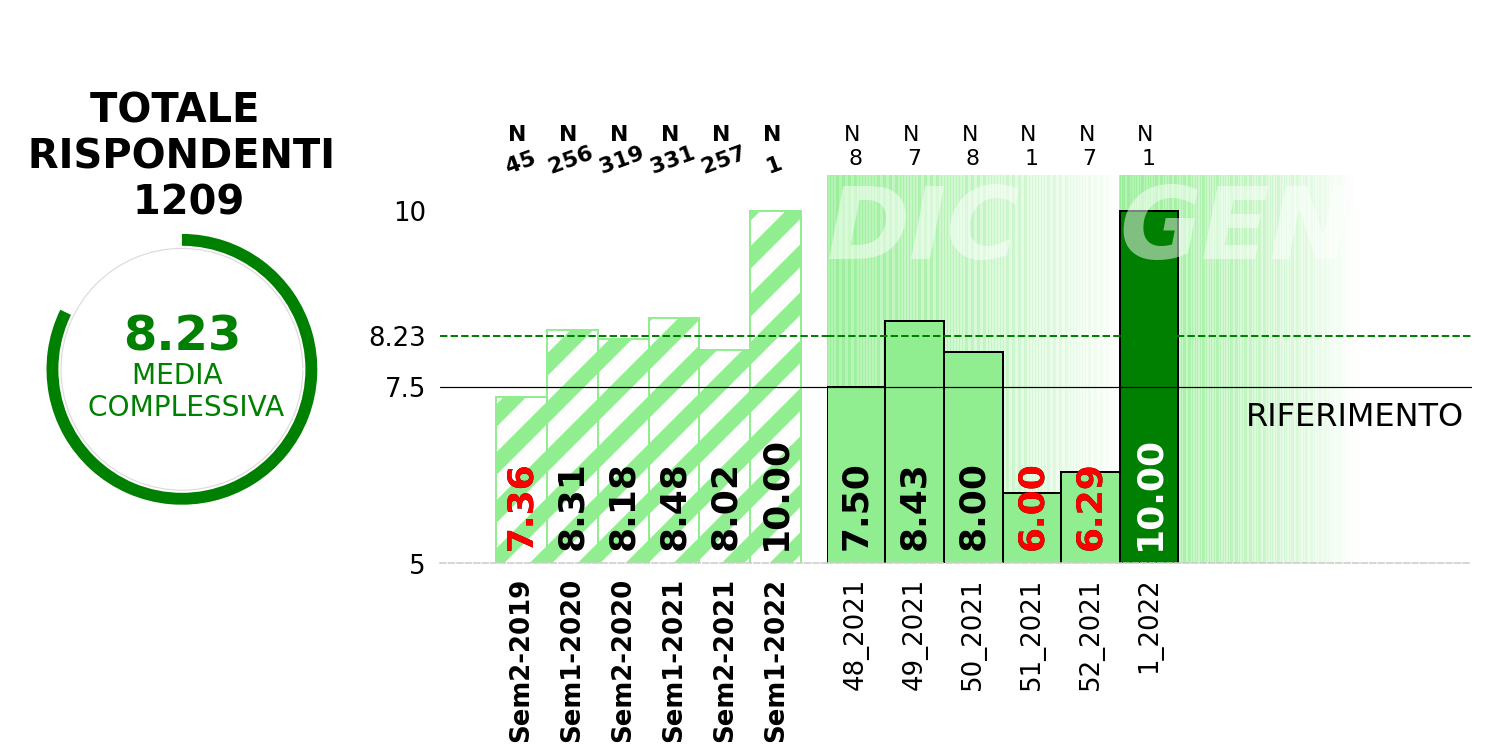 TOTALE
RISPONDENTI
1209
8.23
MEDIA
COMPLESSIVA
N N N N N N
45 256 319 331 257 1
N N N N N N
8 7 8 1 7 1
DIC GEN
10
8.23
7.5
5
RIFERIMENTO
7.36 8.31 8.18 8.48 8.02 10.00
7.50 8.43 8.00 6.00 6.29 10.00
Sem2-2019 Sem1-2020 Sem2-2020 Sem1-2021 Sem2-2021 Sem1-2022
48_2021 49_2021 50_2021 51_2021 52_2021 1_2022